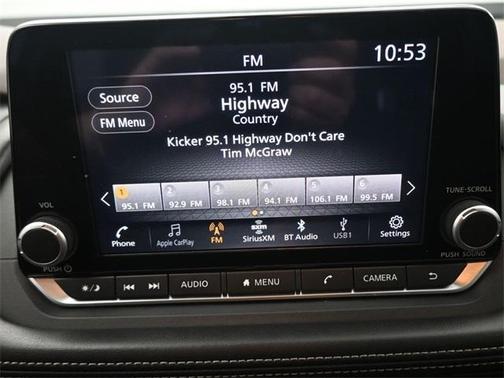 FM
10:53
Source
FM Menu
95.1 FM
Highway
Country
Kicker 95.1 Highway Don't Care
Tim McGraw
1 2 3 4 5 6
95.1 FM 92.9 FM 98.1 FM 94.1 FM 106.1 FM 99.5 FM
Phone
Apple CarPlay
FM
sxm
SiriusXM
BT Audio
USB1
Settings
VOL
PUSH
TUNE-SCROLL
PUSH SOUND
AUDIO
MENU
CAMERA